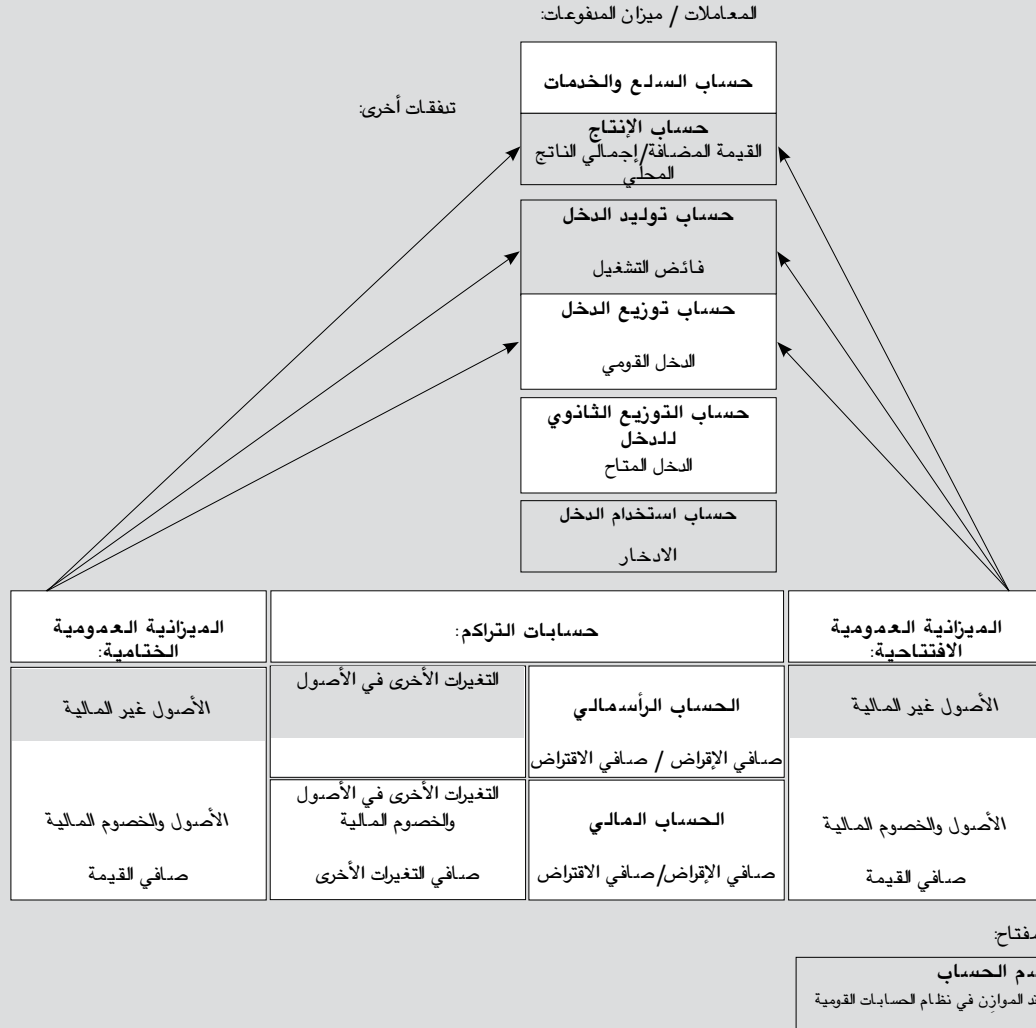 المعاملات / ميزان المدفوعات:
حساب السلع والخدمات
تدفقات أخرى:
حساب الإنتاج
القيمة المضافة/إجمالي الناتج
المحلي
حساب توليد الدخل
فائض التشغيل
حساب توزيع الدخل
الدخل القومي
حساب التوزيع الثانوي
للدخل
الدخل المتاح
حساب استخدام الدخل
الادخار
الميزانية العمومية
الافتتاحية:
حسابات التراكم:
الميزانية العمومية
الختامية:
الأصول غير المالية
الحساب الرأسمالي
صافي الإقراض / صافي الاقتراض
التغيرات الأخرى في الأصول
الأصول غير المالية
الأصول والخصوم المالية
صافي القيمة
الحساب المالي
صافي الإقراض/صافي الاقتراض
التغيرات الأخرى في الأصول
والخصوم المالية
صافي التغيرات الأخرى
الأصول والخصوم المالية
صافي القيمة
الحساب
الموازِن في نظام الحسابات القومية